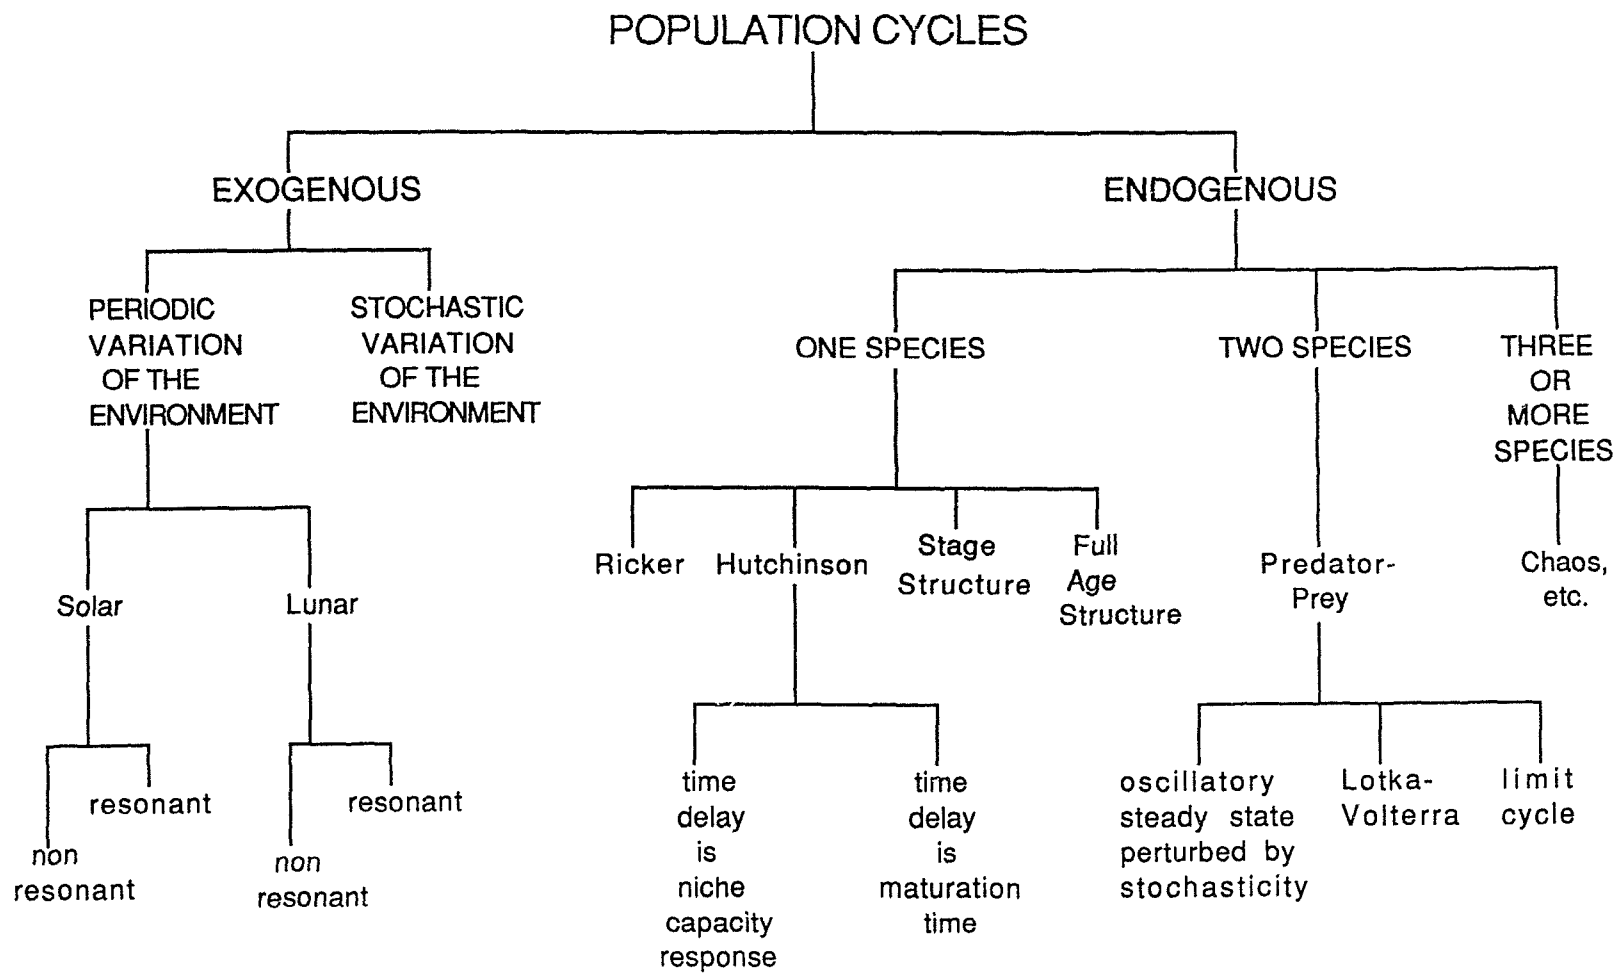 POPULATION CYCLES
EXOGENOUS
ENDOGENOUS
PERIODIC
VARIATION
OF THE
ENVIRONMENT
STOCHASTIC
VARIATION
OF THE
ENVIRONMENT
ONE SPECIES
TWO SPECIES
THREE
OR
MORE
SPECIES
Solar
Lunar
Ricker
Hutchinson
Stage
Structure
Full
Age
Structure
Predator-
Prey
Chaos,
etc.
non
resonant
resonant
non
resonant
resonant
time
delay
is
niche
capacity
response
time
delay
is
maturation
time
oscillatory
steady state
perturbed by
stochasticity
Lotka-
Volterra
limit
cycle